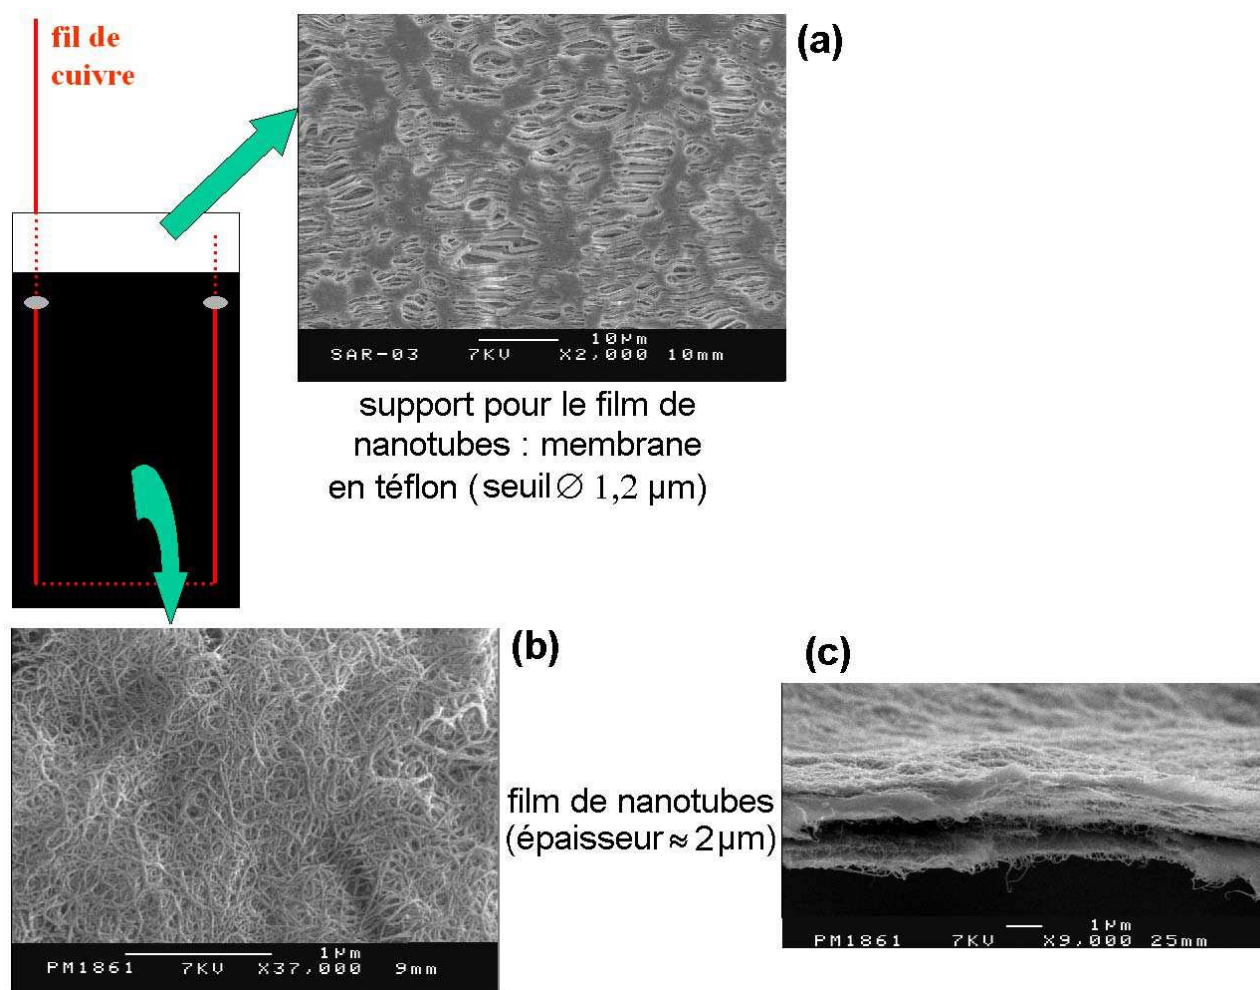 fil de
cuivre
(a)
10µm
SAR-03 7KV X2,000 10mm
support pour le film de
nanotubes : membrane
en téflon (seuil ∅ 1,2 µm)
(b)
(c)
film de nanotubes
(épaisseur ≈ 2µm)
1µm
PM1861 7KV X37,000 9mm
1µm
PM1861 7KV X9,000 25mm